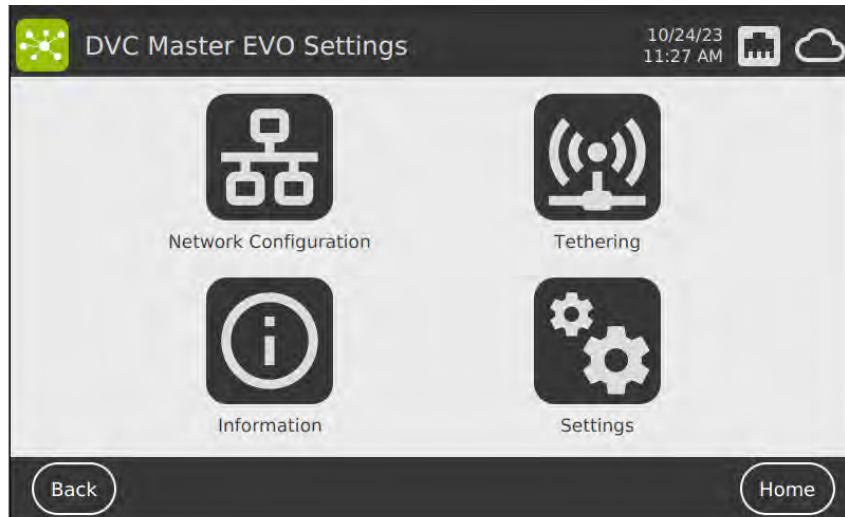 DVC Master EVO Settings
10/24/23
11:27 AM
Network Configuration
Tethering
Information
Settings
Back
Home